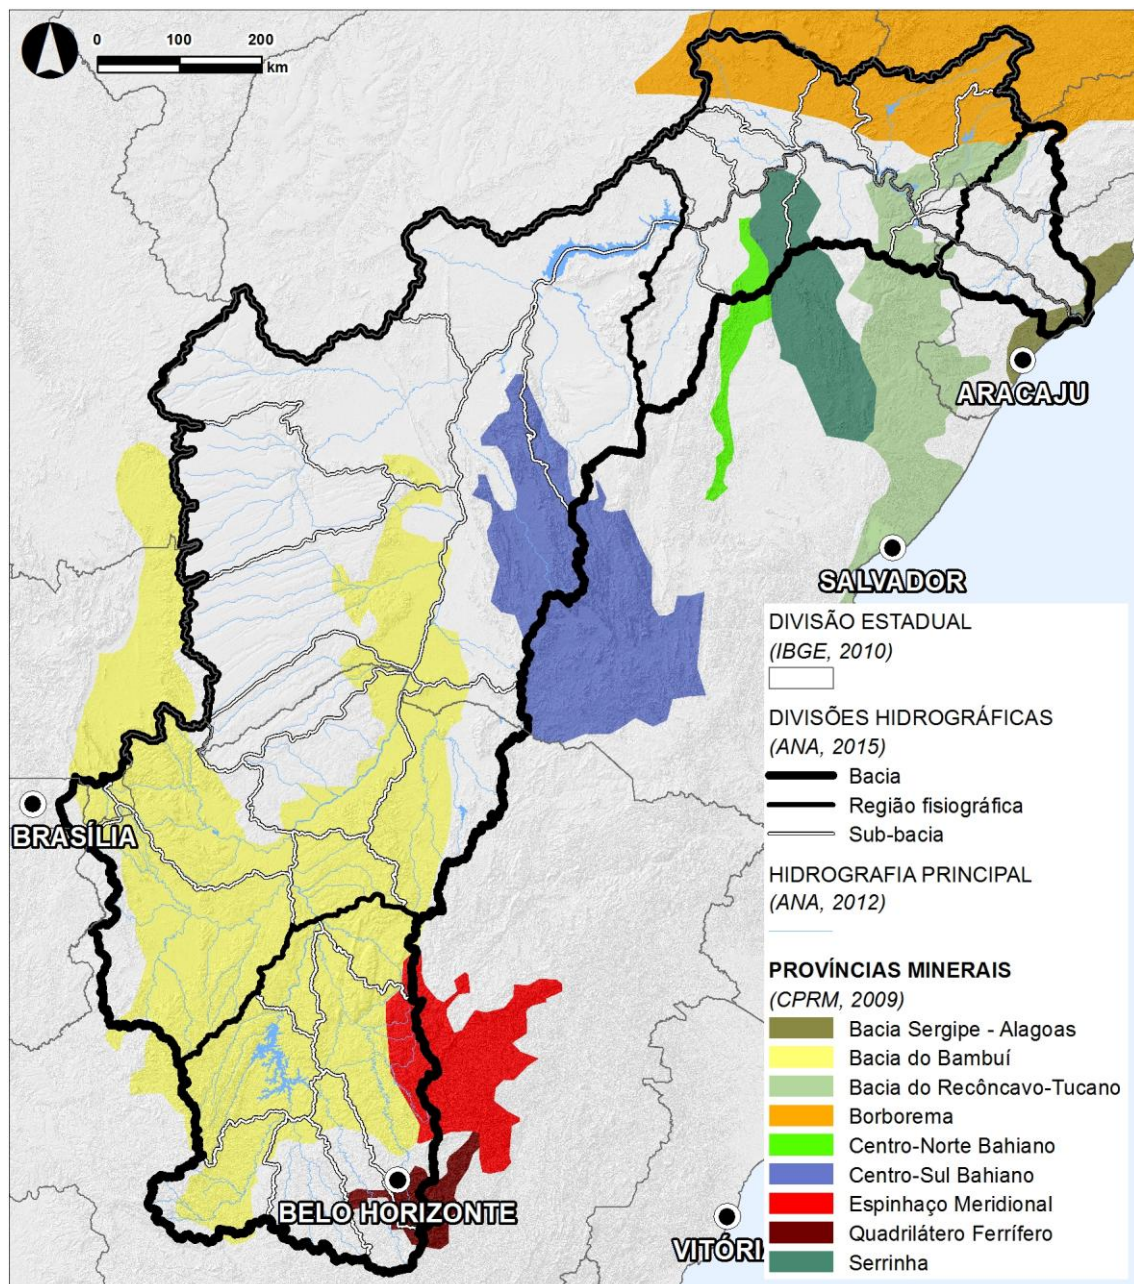 0 100 200
km
ARACAJU
SALVADOR
BRASÍLIA
BELO HORIZONTE
VITÓRI
DIVISÃO ESTADUAL
(IBGE, 2010)
DIVISÕES HIDROGRÁFICAS
(ANA, 2015)
Bacia
Região fisiográfica
Sub-bacia
HIDROGRAFIA PRINCIPAL
(ANA, 2012)
PROVÍNCIAS MINERAIS
(CPRM, 2009)
Bacia Sergipe - Alagoas
Bacia do Bambuí
Bacia do Recôncavo-Tucano
Borborema
Centro-Norte Bahiano
Centro-Sul Bahiano
Espinhaço Meridional
Quadrilátero Ferrífero
Serrinha